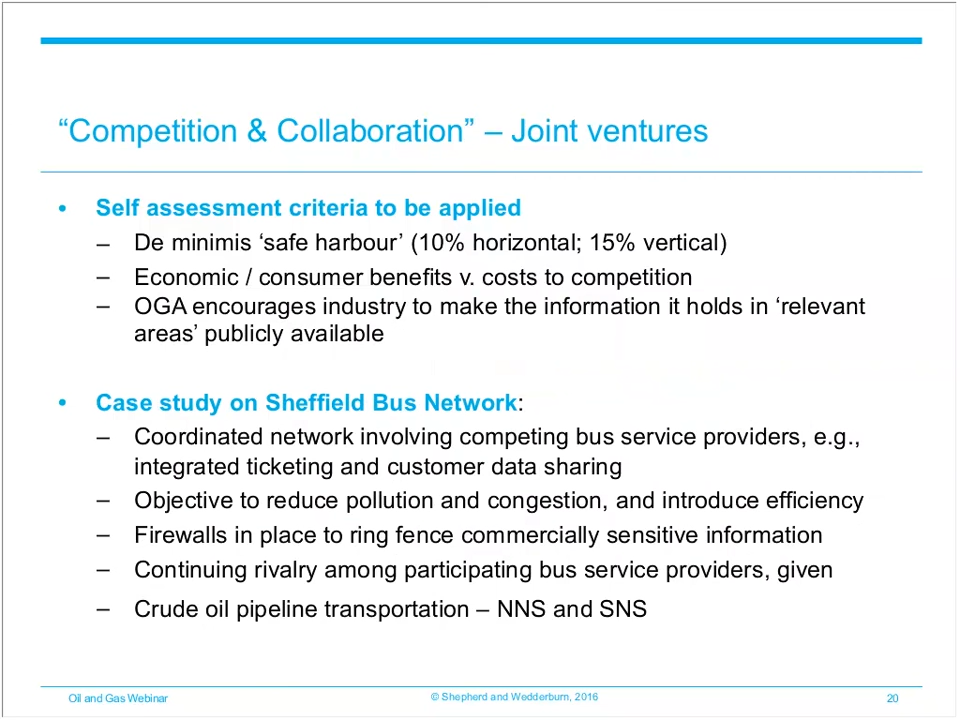 “Competition & Collaboration” – Joint ventures
• Self assessment criteria to be applied
– De minimis ‘safe harbour’ (10% horizontal; 15% vertical)
– Economic / consumer benefits v. costs to competition
– OGA encourages industry to make the information it holds in ‘relevant
areas’ publicly available
• Case study on Sheffield Bus Network:
– Coordinated network involving competing bus service providers, e.g.,
integrated ticketing and customer data sharing
– Objective to reduce pollution and congestion, and introduce efficiency
– Firewalls in place to ring fence commercially sensitive information
– Continuing rivalry among participating bus service providers, given
– Crude oil pipeline transportation – NNS and SNS
Oil and Gas Webinar
© Shepherd and Wedderburn, 2016
20